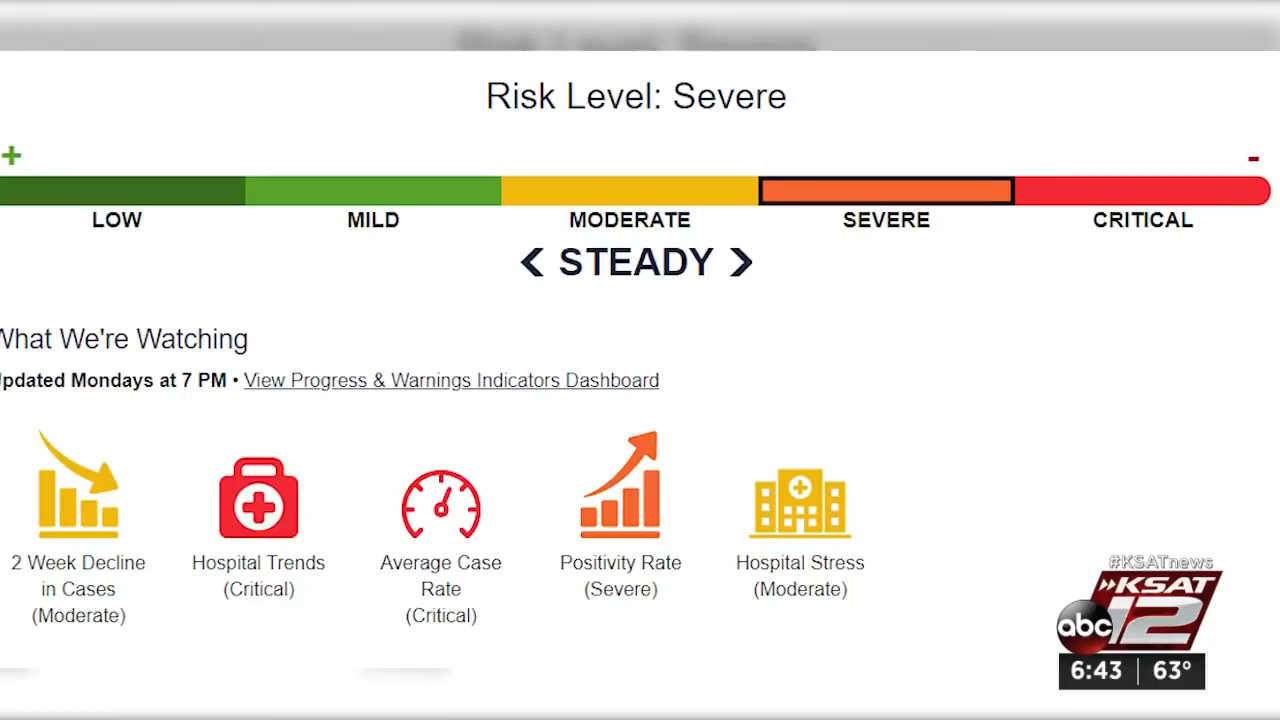 Risk Level: Severe
+ -
LOW MILD MODERATE SEVERE CRITICAL
< STEADY >
What We're Watching
Updated Mondays at 7 PM • View Progress & Warnings Indicators Dashboard
2 Week Decline in Cases (Moderate)
Hospital Trends (Critical)
Average Case Rate (Critical)
Positivity Rate (Severe)
Hospital Stress (Moderate)
#KSATnews
KSAT
abc 12
6:43 63°